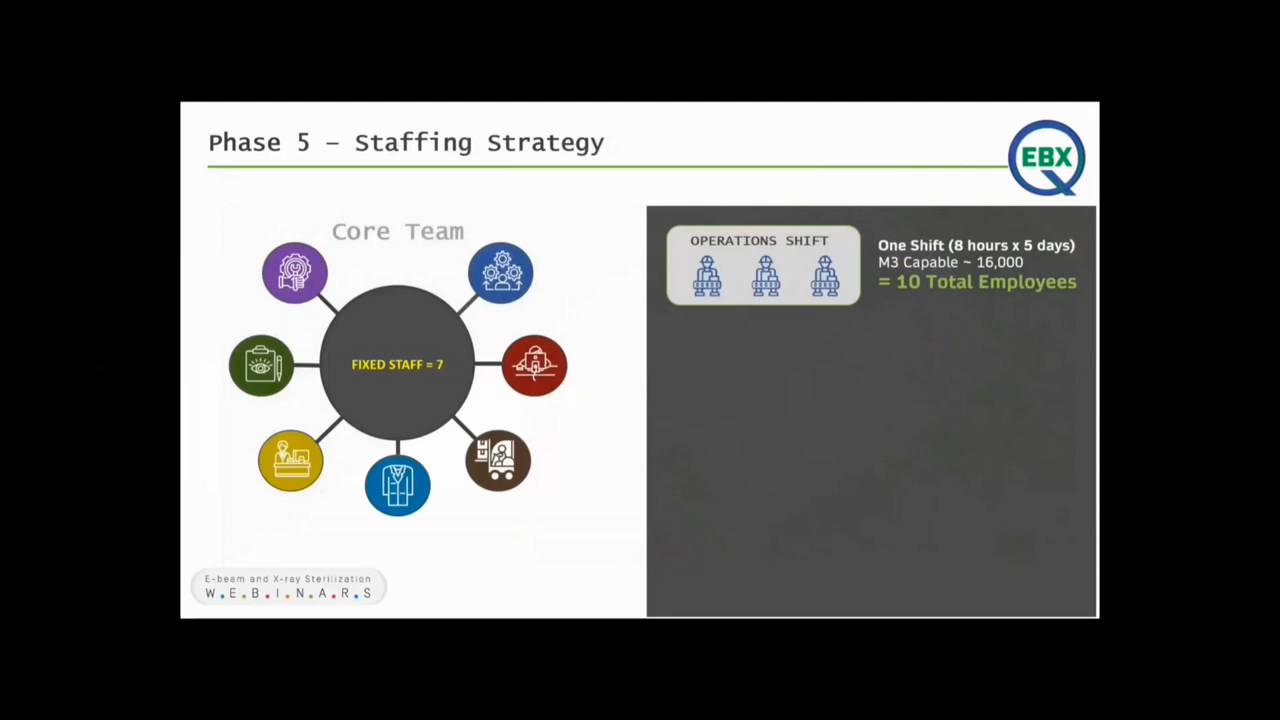 Phase 5 – Staffing Strategy
EBX
Core Team
FIXED STAFF = 7
OPERATIONS SHIFT
One Shift (8 hours x 5 days)
M3 Capable ~ 16,000
= 10 Total Employees
E-beam and X-ray Sterilization
W.E.B.I.N.A.R.S